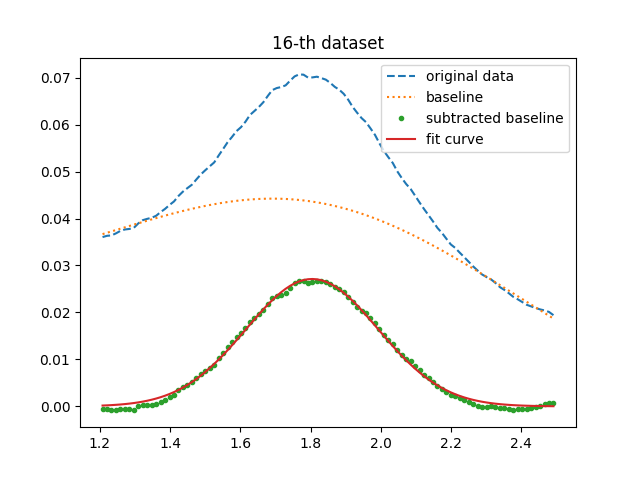 16-th dataset
original data
baseline
subtracted baseline
fit curve
0.07
0.06
0.05
0.04
0.03
0.02
0.01
0.00
1.2 1.4 1.6 1.8 2.0 2.2 2.4